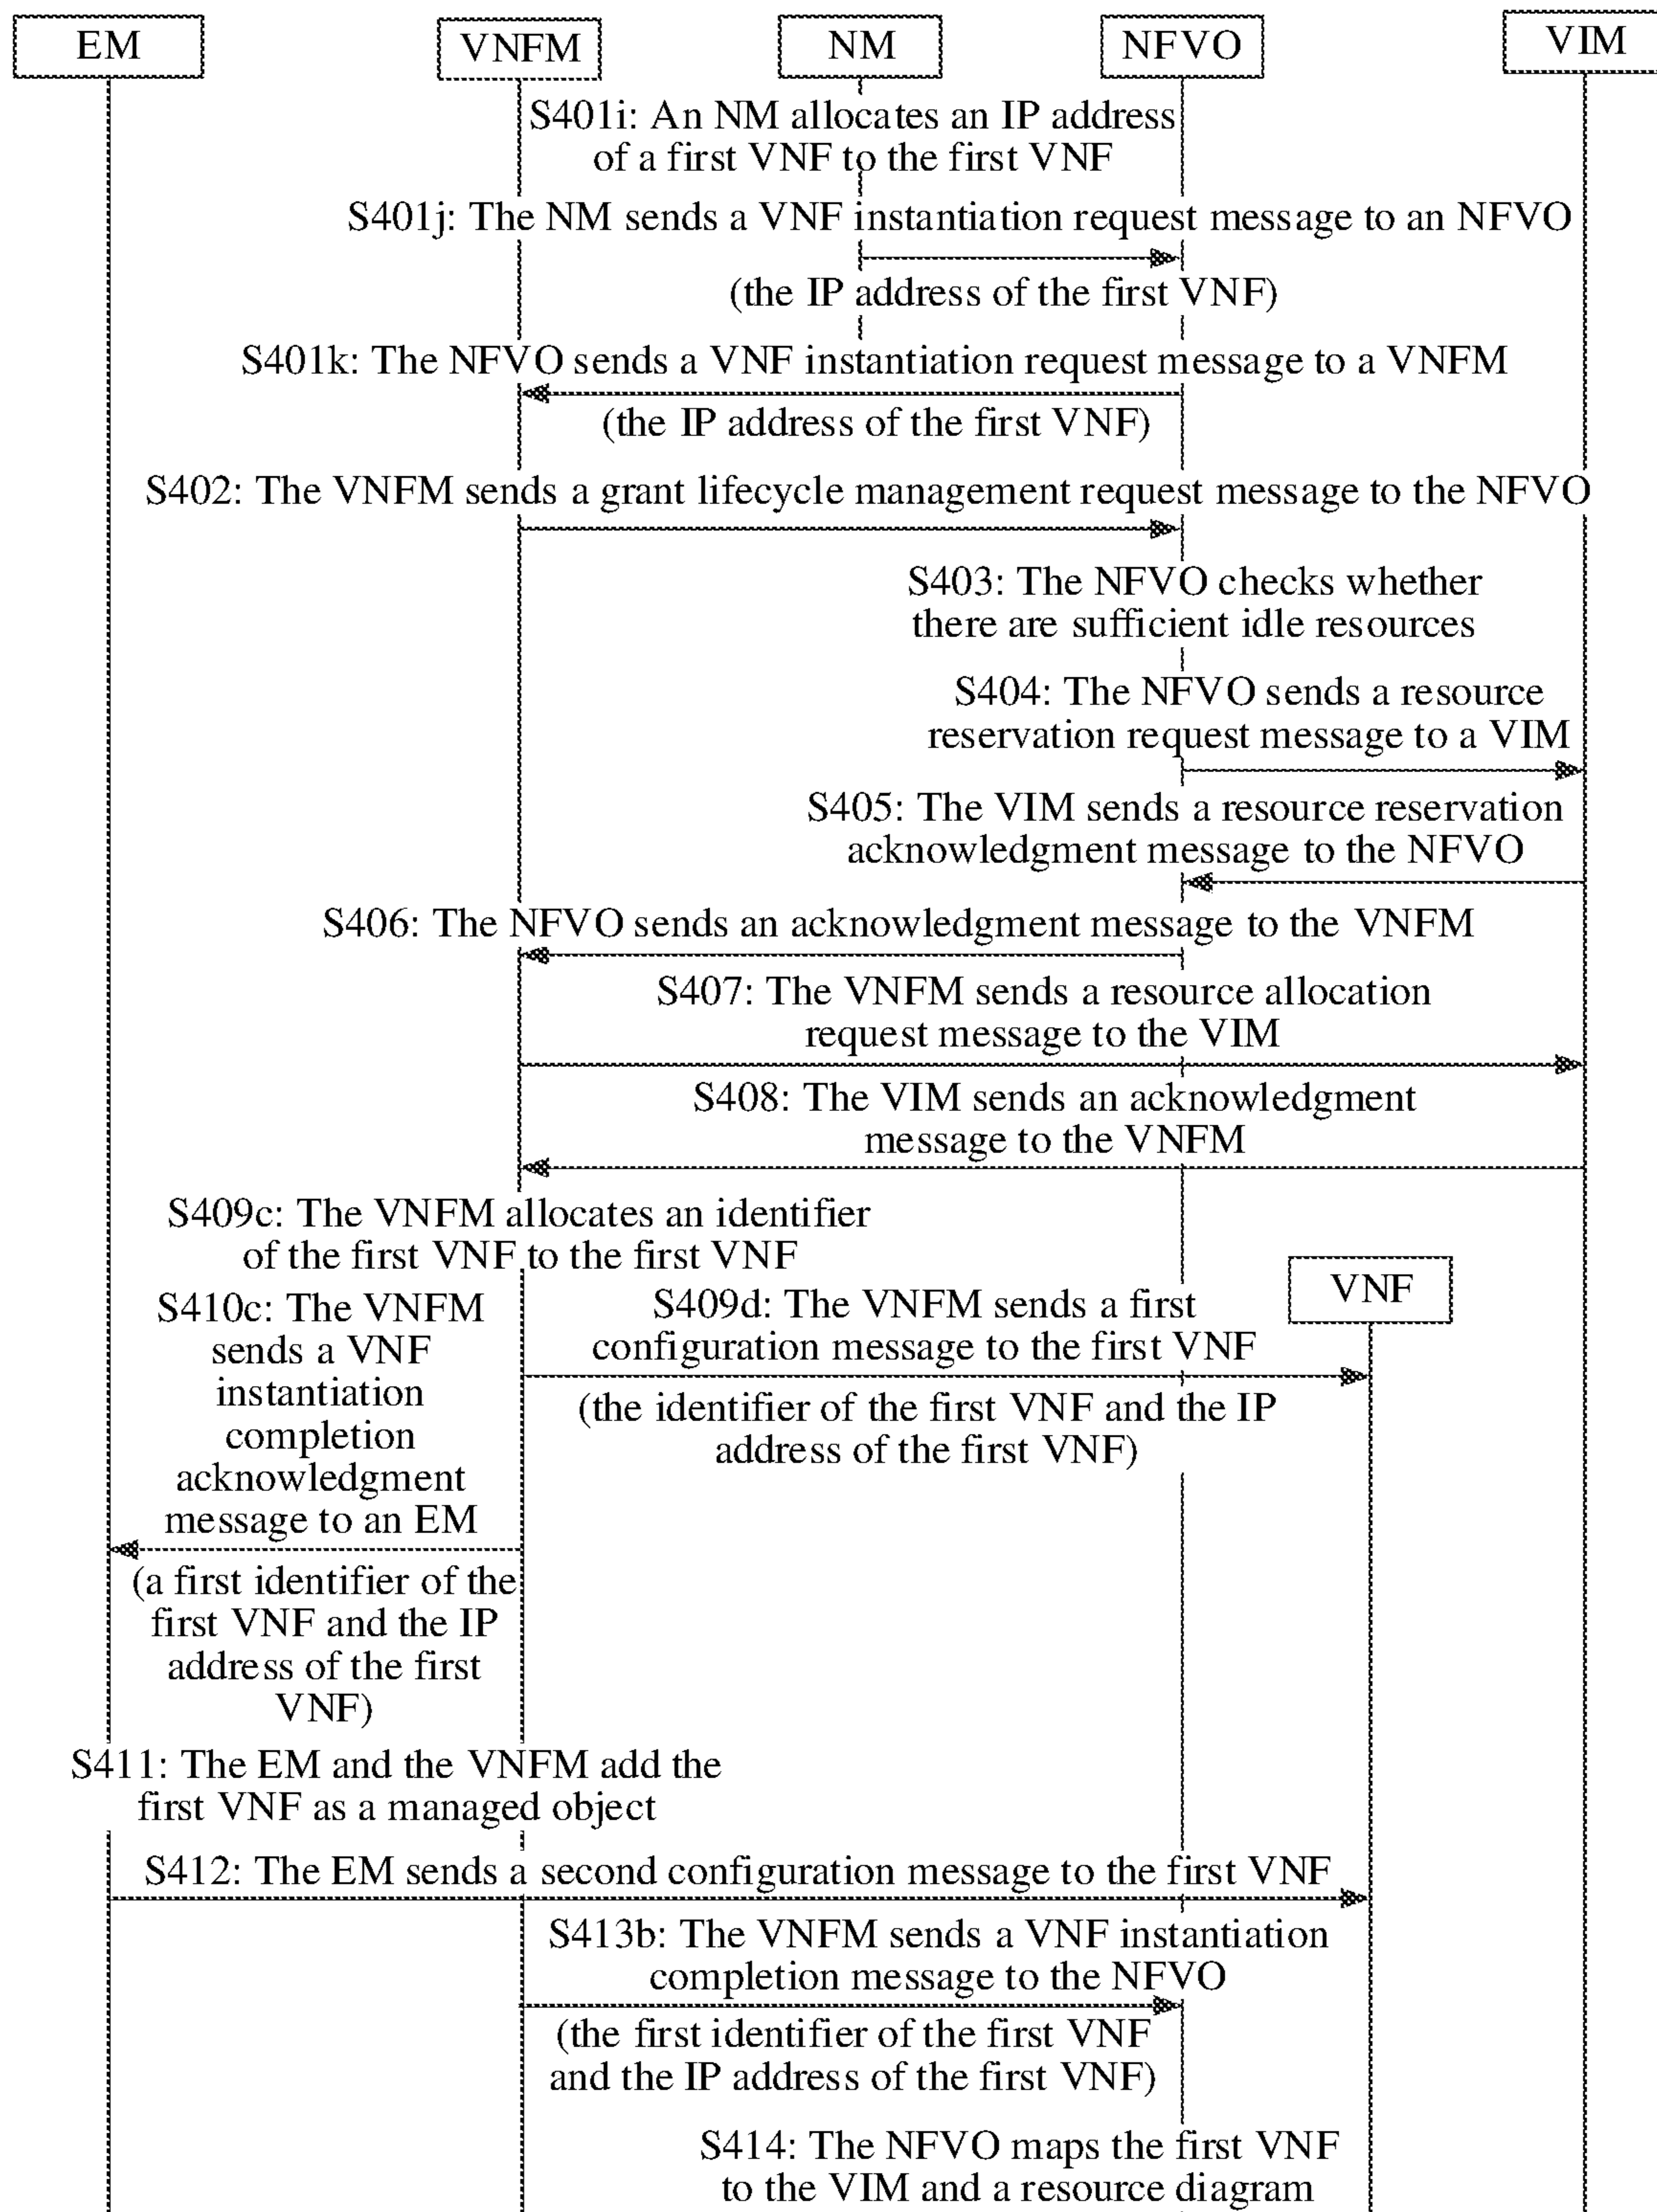 EM
VNFM
NM
NFVO
VIM
S401i: An NM allocates an IP address
of a first VNF to the first VNF
S401j: The NM sends a VNF instantiation request message to an NFVO
(the IP address of the first VNF)
S401k: The NFVO sends a VNF instantiation request message to a VNFM
(the IP address of the first VNF)
S402: The VNFM sends a grant lifecycle management request message to the NFVO
S403: The NFVO checks whether
there are sufficient idle resources
S404: The NFVO sends a resource
reservation request message to a VIM
S405: The VIM sends a resource reservation
acknowledgment message to the NFVO
S406: The NFVO sends an acknowledgment message to the VNFM
S407: The VNFM sends a resource allocation
request message to the VIM
S408: The VIM sends an acknowledgment
message to the VNFM
S409c: The VNFM allocates an identifier
of the first VNF to the first VNF
VNF
S409d: The VNFM sends a first
configuration message to the first VNF
(the identifier of the first VNF and the IP
address of the first VNF)
S410c: The VNFM
sends a VNF
instantiation
completion
acknowledgment
message to an EM
(a first identifier of the
first VNF and the IP
address of the first
VNF)
S411: The EM and the VNFM add the
first VNF as a managed object
S412: The EM sends a second configuration message to the first VNF
S413b: The VNFM sends a VNF instantiation
completion message to the NFVO
(the first identifier of the first VNF
and the IP address of the first VNF)
S414: The NFVO maps the first VNF
to the VIM and a resource diagram